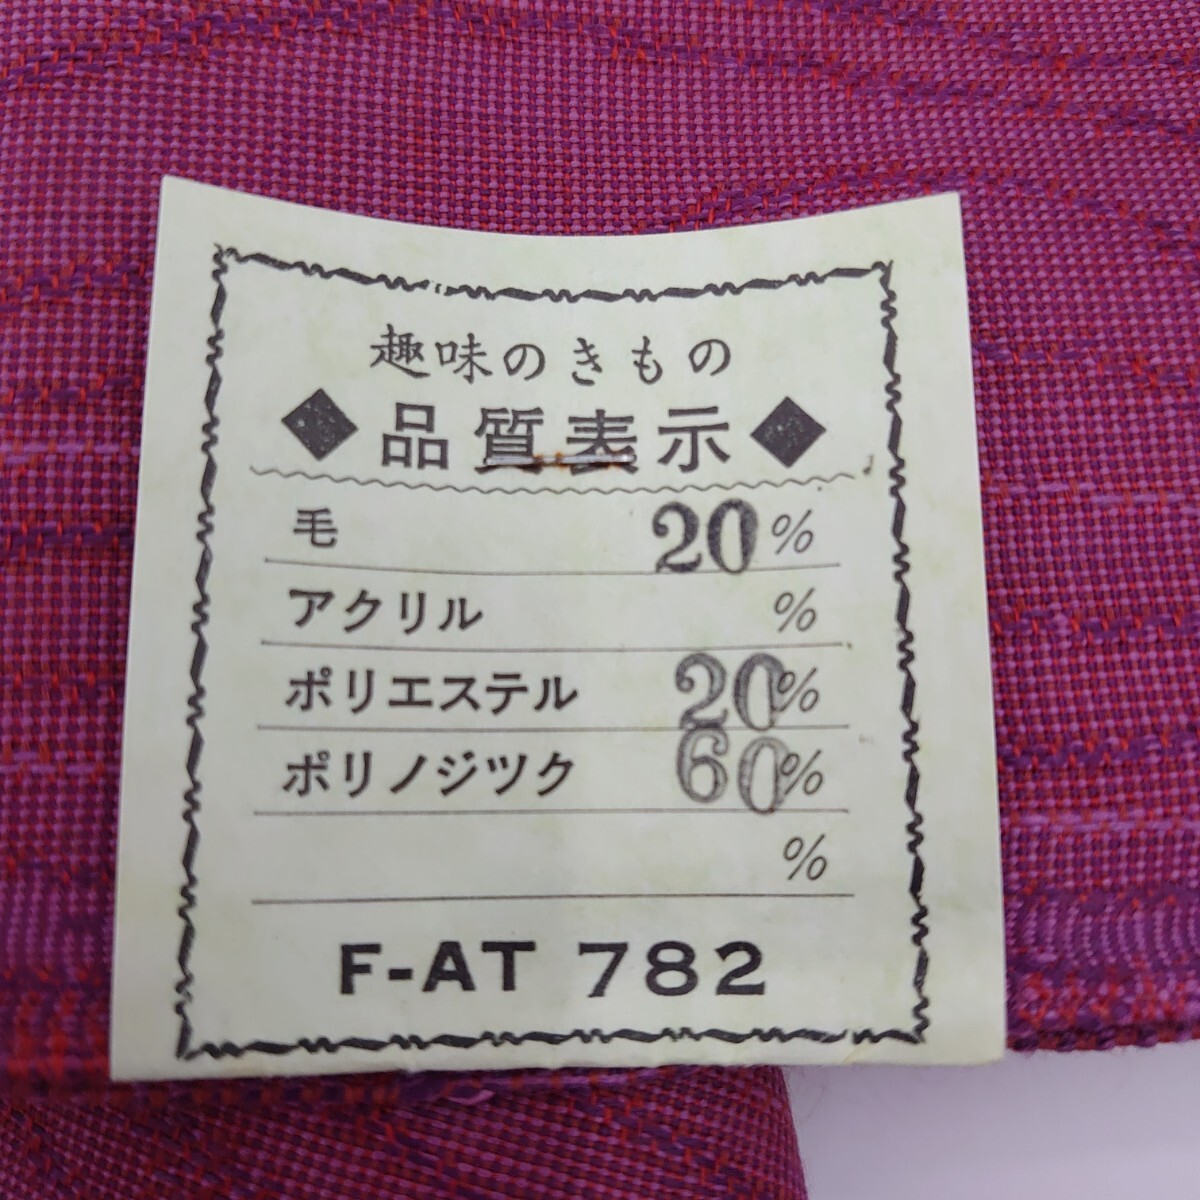 趣味のきもの
◆品質表示◆
毛 20%
アクリル %
ポリエステル 20%
ポリノジツク 60%
%
F-AT 782